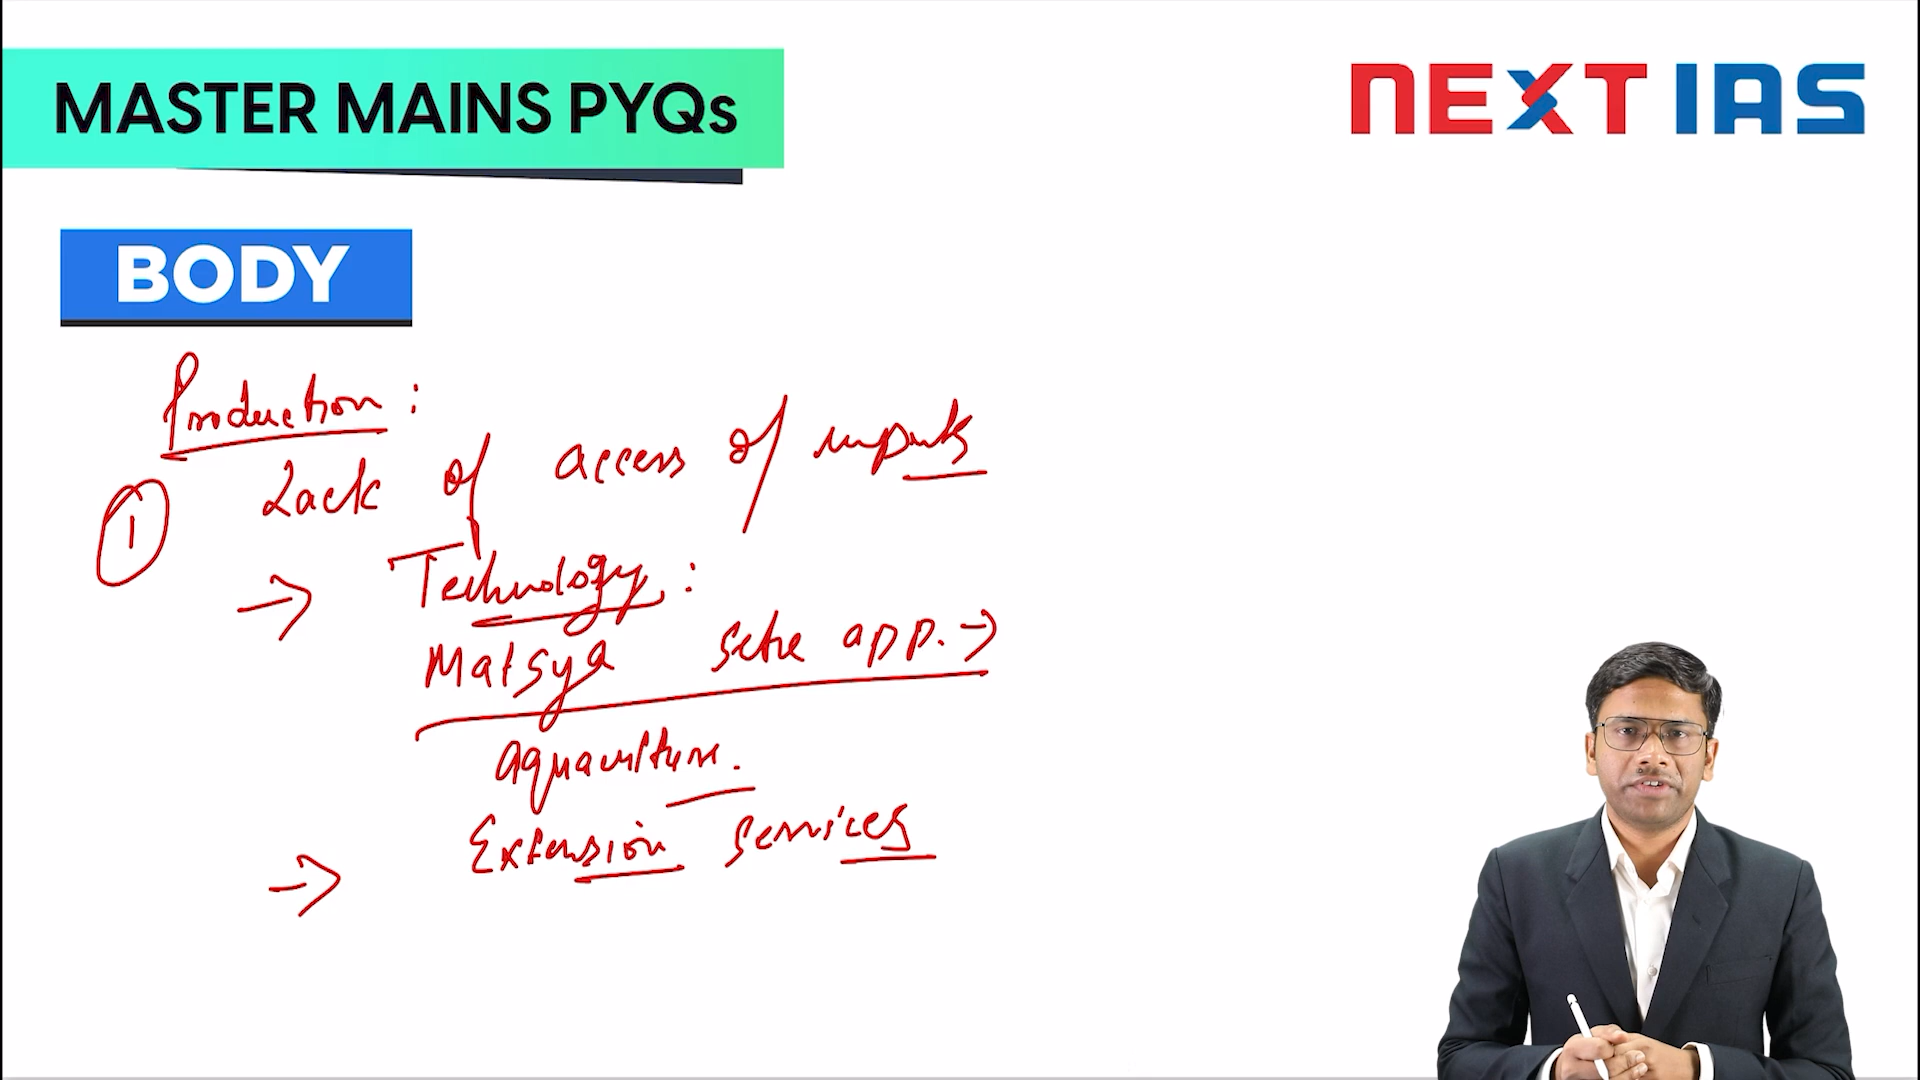 MASTER MAINS PYQs
NEXT IAS
BODY
Production :
① Lack of access of inputs
→ Technology :
Matsya Setu app. →
aquaculture.
→ Extension services